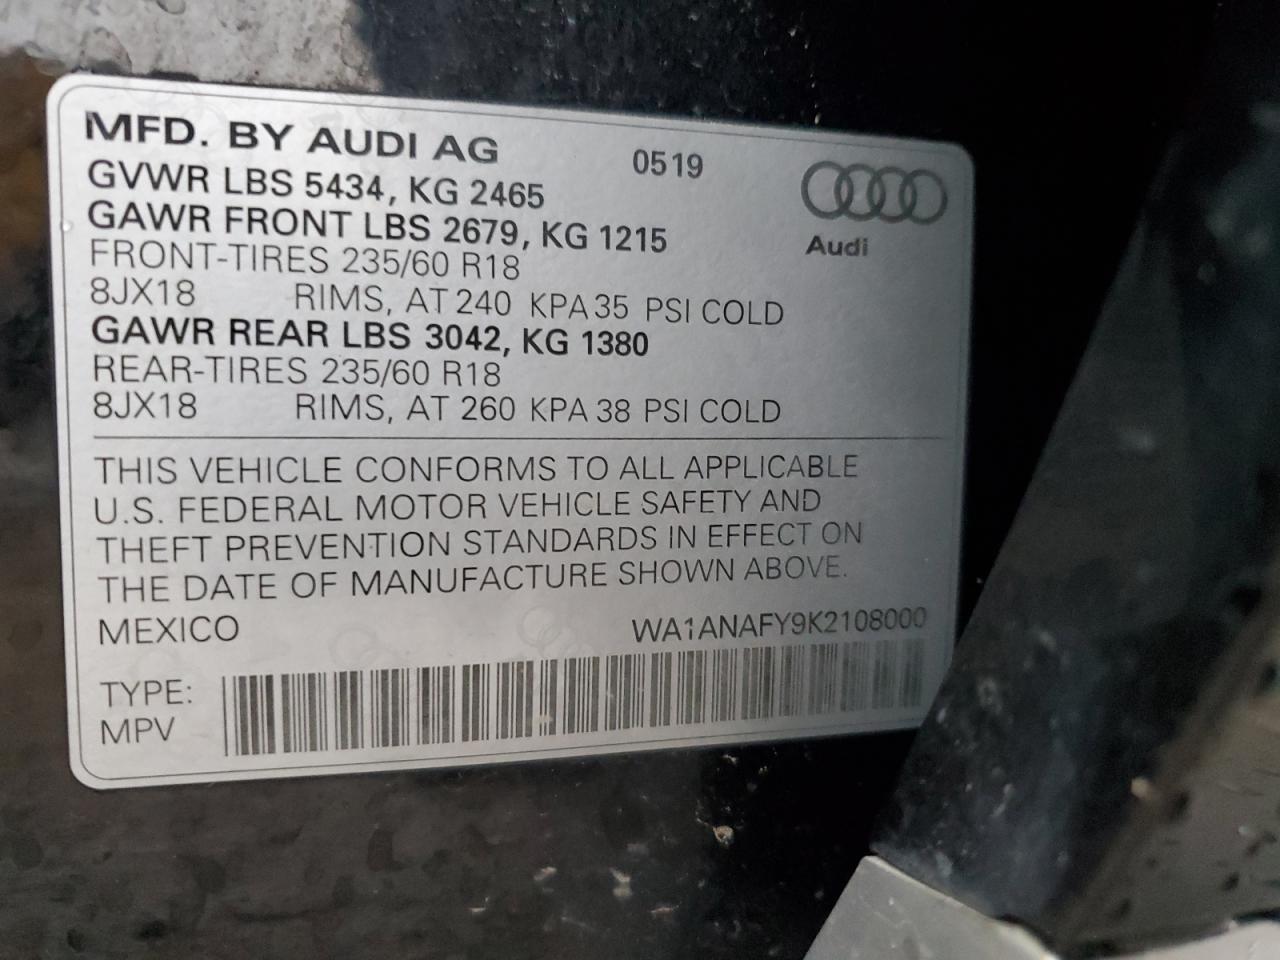 MFD. BY AUDI AG 0519
GVWR LBS 5434, KG 2465
GAWR FRONT LBS 2679, KG 1215
Audi
FRONT-TIRES 235/60 R18
8JX18 RIMS, AT 240 KPA 35 PSI COLD
GAWR REAR LBS 3042, KG 1380
REAR-TIRES 235/60 R18
8JX18 RIMS, AT 260 KPA 38 PSI COLD
THIS VEHICLE CONFORMS TO ALL APPLICABLE
U.S. FEDERAL MOTOR VEHICLE SAFETY AND
THEFT PREVENTION STANDARDS IN EFFECT ON
THE DATE OF MANUFACTURE SHOWN ABOVE.
MEXICO WA1ANAFY9K2108000
TYPE:
MPV